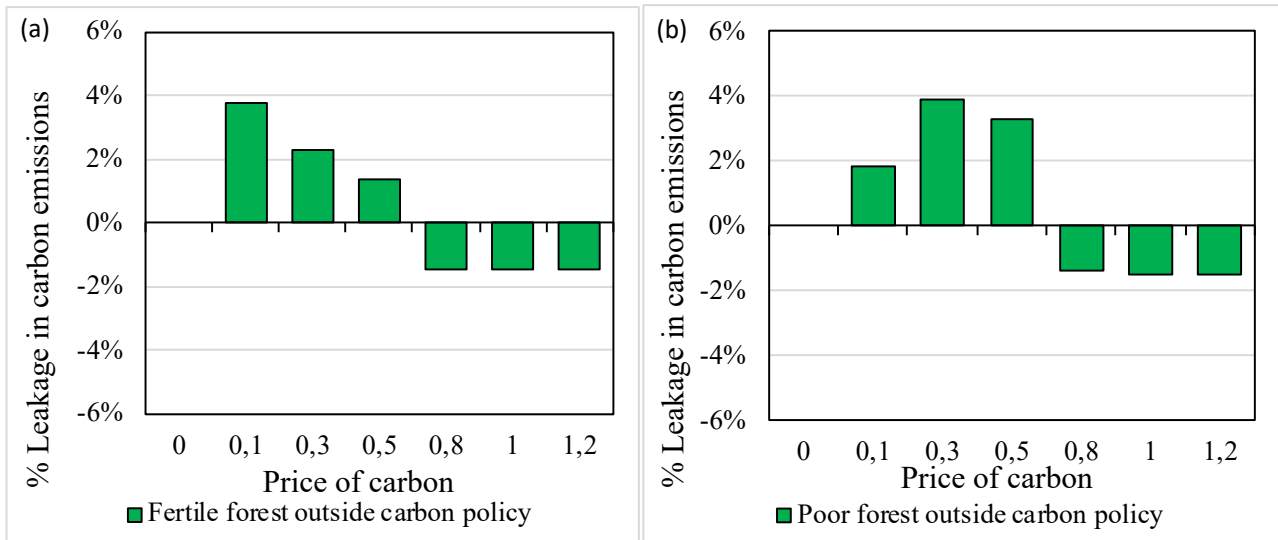 (a)
% Leakage in carbon emissions
6%
4%
2%
0%
-2%
-4%
-6%
0 0,1 0,3 0,5 0,8 1 1,2
Price of carbon
Fertile forest outside carbon policy
(b)
% Leakage in carbon emissions
6%
4%
2%
0%
-2%
-4%
-6%
0 0,1 0,3 0,5 0,8 1 1,2
Price of carbon
Poor forest outside carbon policy